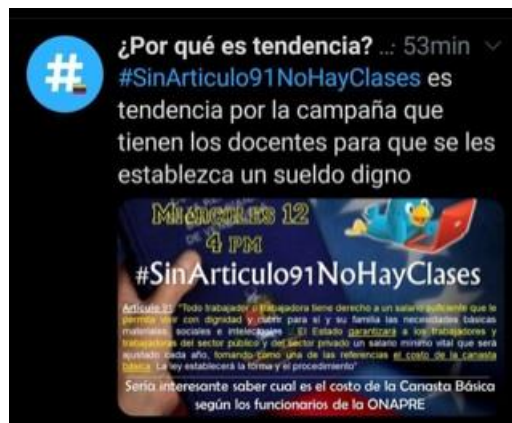 ¿Por qué es tendencia? ... 53min
#SinArticulo91NoHayClases es
tendencia por la campaña que
tienen los docentes para que se les
establezca un sueldo digno
Miércoles 12
4 PM
#SinArticulo91NoHayClases
Artículo 91: "Todo trabajador o trabajadora tiene derecho a un salario suficiente que le
permita vivir con dignidad y cubrir para él y su familia las necesidades básicas
materiales, sociales e intelectuales ... El Estado garantizará a los trabajadores y
trabajadoras del sector público y del sector privado un salario mínimo vital que será
ajustado cada año, tomando como una de las referencias el costo de la canasta
básica. La ley establecerá la forma y el procedimiento"
Seria interesante saber cual es el costo de la Canasta Básica
según los funcionarios de la ONAPRE